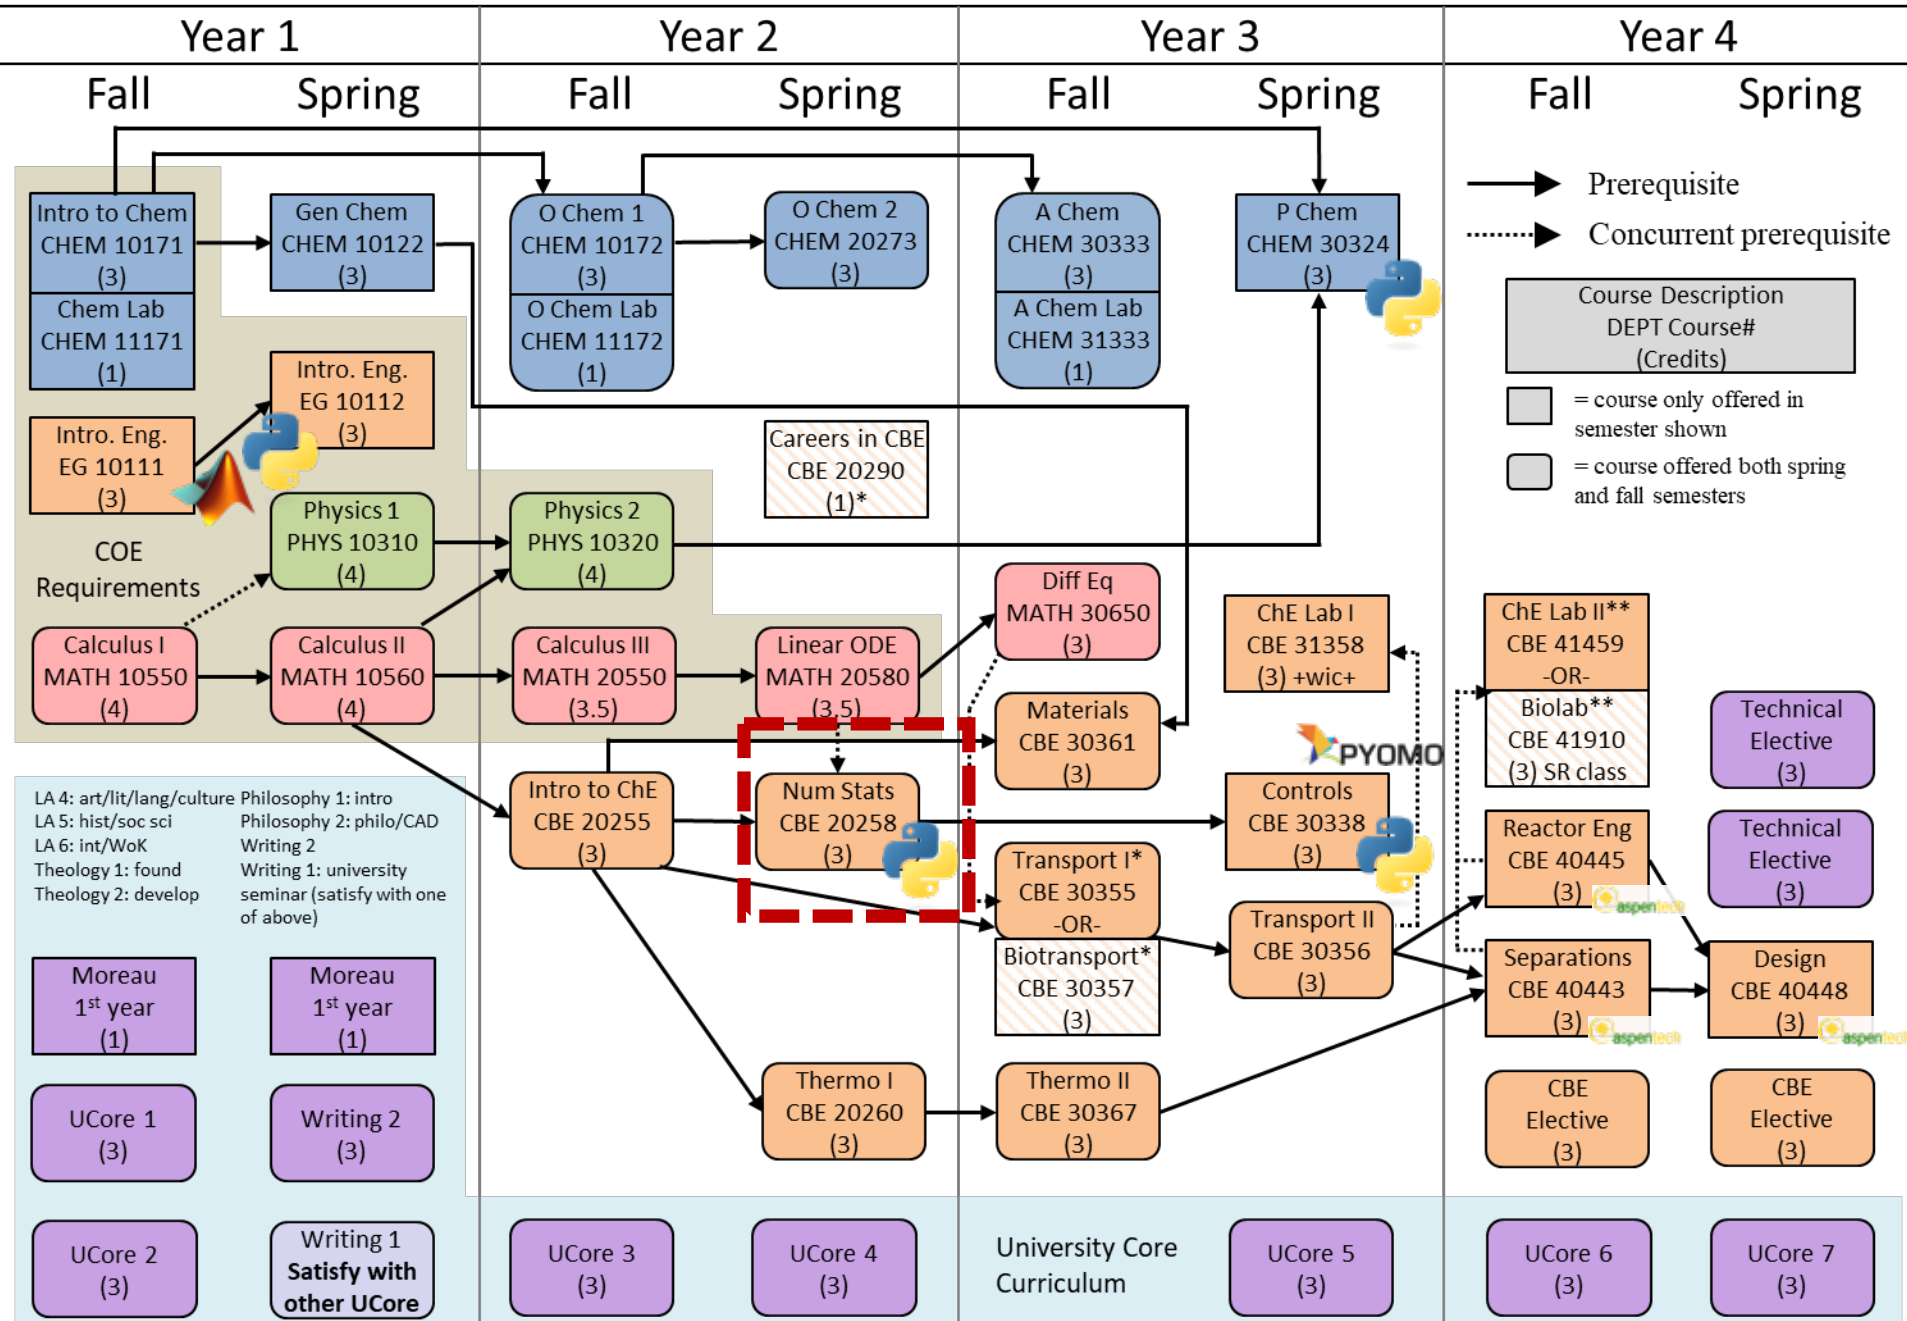 Year 1
Year 2
Year 3
Year 4
Fall
Spring
Fall
Spring
Fall
Spring
Fall
Spring
Intro to Chem
CHEM 10171
(3)
Chem Lab
CHEM 11171
(1)
Gen Chem
CHEM 10122
(3)
O Chem 1
CHEM 10172
(3)
O Chem Lab
CHEM 11172
(1)
O Chem 2
CHEM 20273
(3)
A Chem
CHEM 30333
(3)
A Chem Lab
CHEM 31333
(1)
P Chem
CHEM 30324
(3)
Prerequisite
Concurrent prerequisite
Course Description
DEPT Course#
(Credits)
= course only offered in
semester shown
= course offered both spring
and fall semesters
Intro. Eng.
EG 10111
(3)
Intro. Eng.
EG 10112
(3)
Careers in CBE
CBE 20290
(1)*
COE
Requirements
Physics 1
PHYS 10310
(4)
Physics 2
PHYS 10320
(4)
Calculus I
MATH 10550
(4)
Calculus II
MATH 10560
(4)
Calculus III
MATH 20550
(3.5)
Linear ODE
MATH 20580
(3.5)
Diff Eq
MATH 30650
(3)
ChE Lab I
CBE 31358
(3) +wic+
ChE Lab II**
CBE 41459
-OR-
Biolab**
CBE 41910
(3) SR class
Technical
Elective
(3)
Materials
CBE 30361
(3)
PYOMO
Intro to ChE
CBE 20255
(3)
Num Stats
CBE 20258
(3)
Controls
CBE 30338
(3)
Reactor Eng
CBE 40445
(3)
aspentech
Technical
Elective
(3)
LA 4: art/lit/lang/culture
LA 5: hist/soc sci
LA 6: int/WoK
Theology 1: found
Theology 2: develop
Philosophy 1: intro
Philosophy 2: philo/CAD
Writing 2
Writing 1: university
seminar (satisfy with one
of above)
Transport I*
CBE 30355
-OR-
Biotransport*
CBE 30357
(3)
Transport II
CBE 30356
(3)
Separations
CBE 40443
(3)
aspentech
Design
CBE 40448
(3)
aspentech
Moreau
1st year
(1)
Moreau
1st year
(1)
Thermo I
CBE 20260
(3)
Thermo II
CBE 30367
(3)
CBE
Elective
(3)
CBE
Elective
(3)
UCore 1
(3)
Writing 2
(3)
UCore 2
(3)
Writing 1
Satisfy with
other UCore
UCore 3
(3)
UCore 4
(3)
University Core
Curriculum
UCore 5
(3)
UCore 6
(3)
UCore 7
(3)